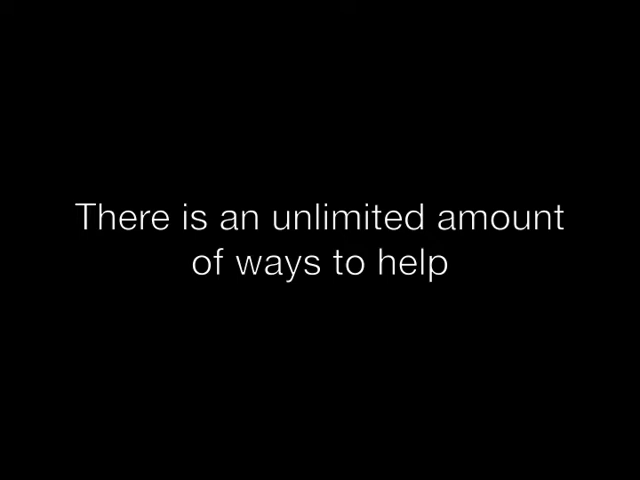 There is an unlimited amount
of ways to help